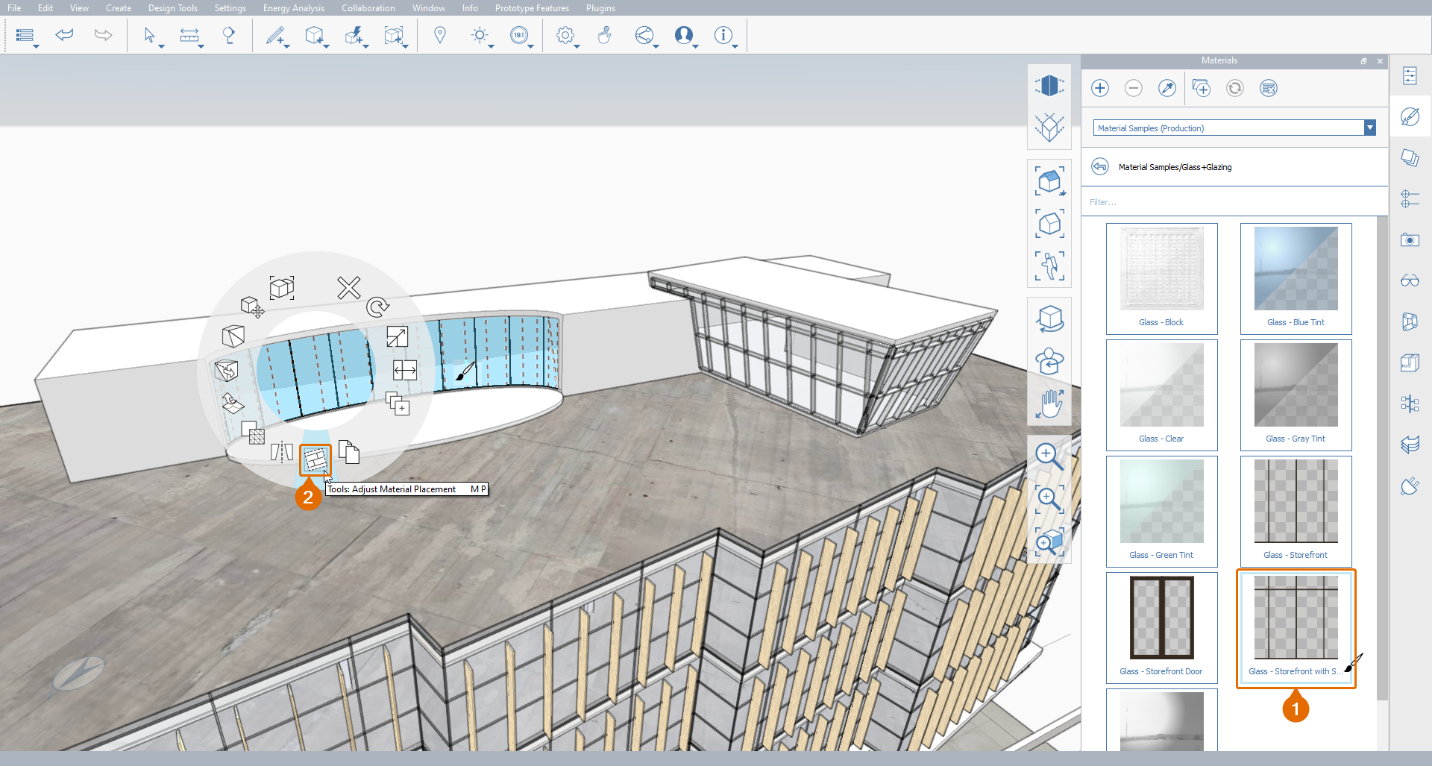 File Edit View Create Design Tools Settings Energy Analysis Collaboration Window Info Prototype Features Plugins
191
Materials
Material Samples (Production)
Material Samples/Glass+Glazing
Filter...
Glass - Block
Glass - Blue Tint
Glass - Clear
Glass - Gray Tint
Glass - Green Tint
Glass - Storefront
Glass - Storefront Door
Glass - Storefront with S...
1
2
Tools: Adjust Material Placement M P